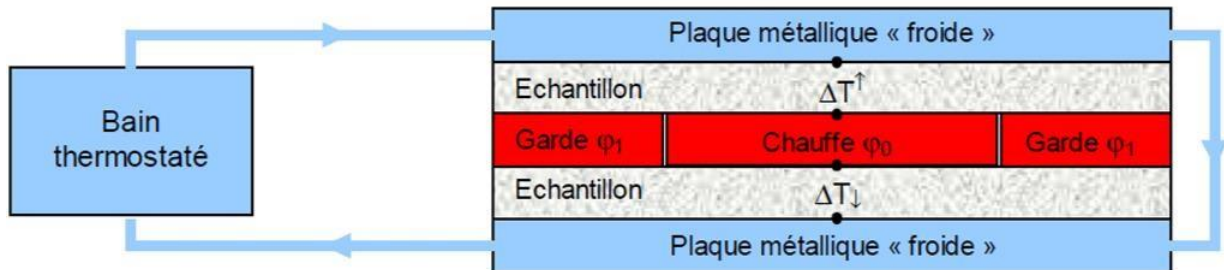 Plaque métallique « froide »
Echantillon
ΔT↑
Bain
thermostaté
Garde φ₁
Chauffe φ₀
Garde φ₁
Echantillon
ΔT↓
Plaque métallique « froide »